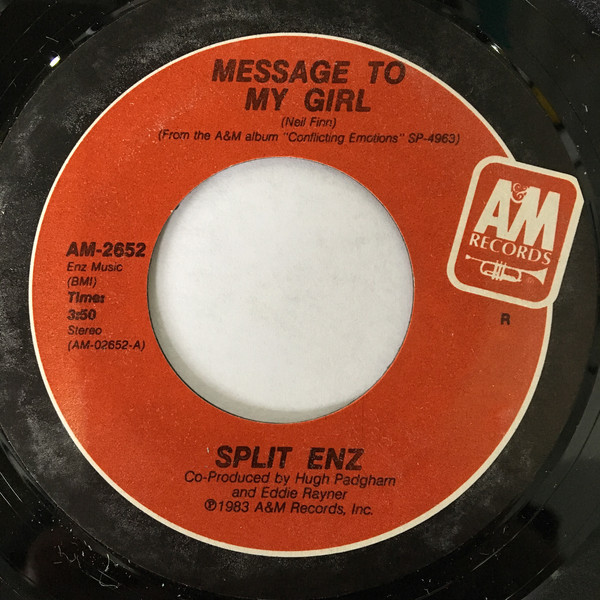 MESSAGE TO
MY GIRL
(Neil Finn)
(From the A&M album "Conflicting Emotions" SP-4963)
A&M
RECORDS
AM-2652
Enz Music
(BMI)
Time:
3:50
Stereo
(AM-02652-A)
R
SPLIT ENZ
Co-Produced by Hugh Padgham
and Eddie Rayner
℗1983 A&M Records, Inc.